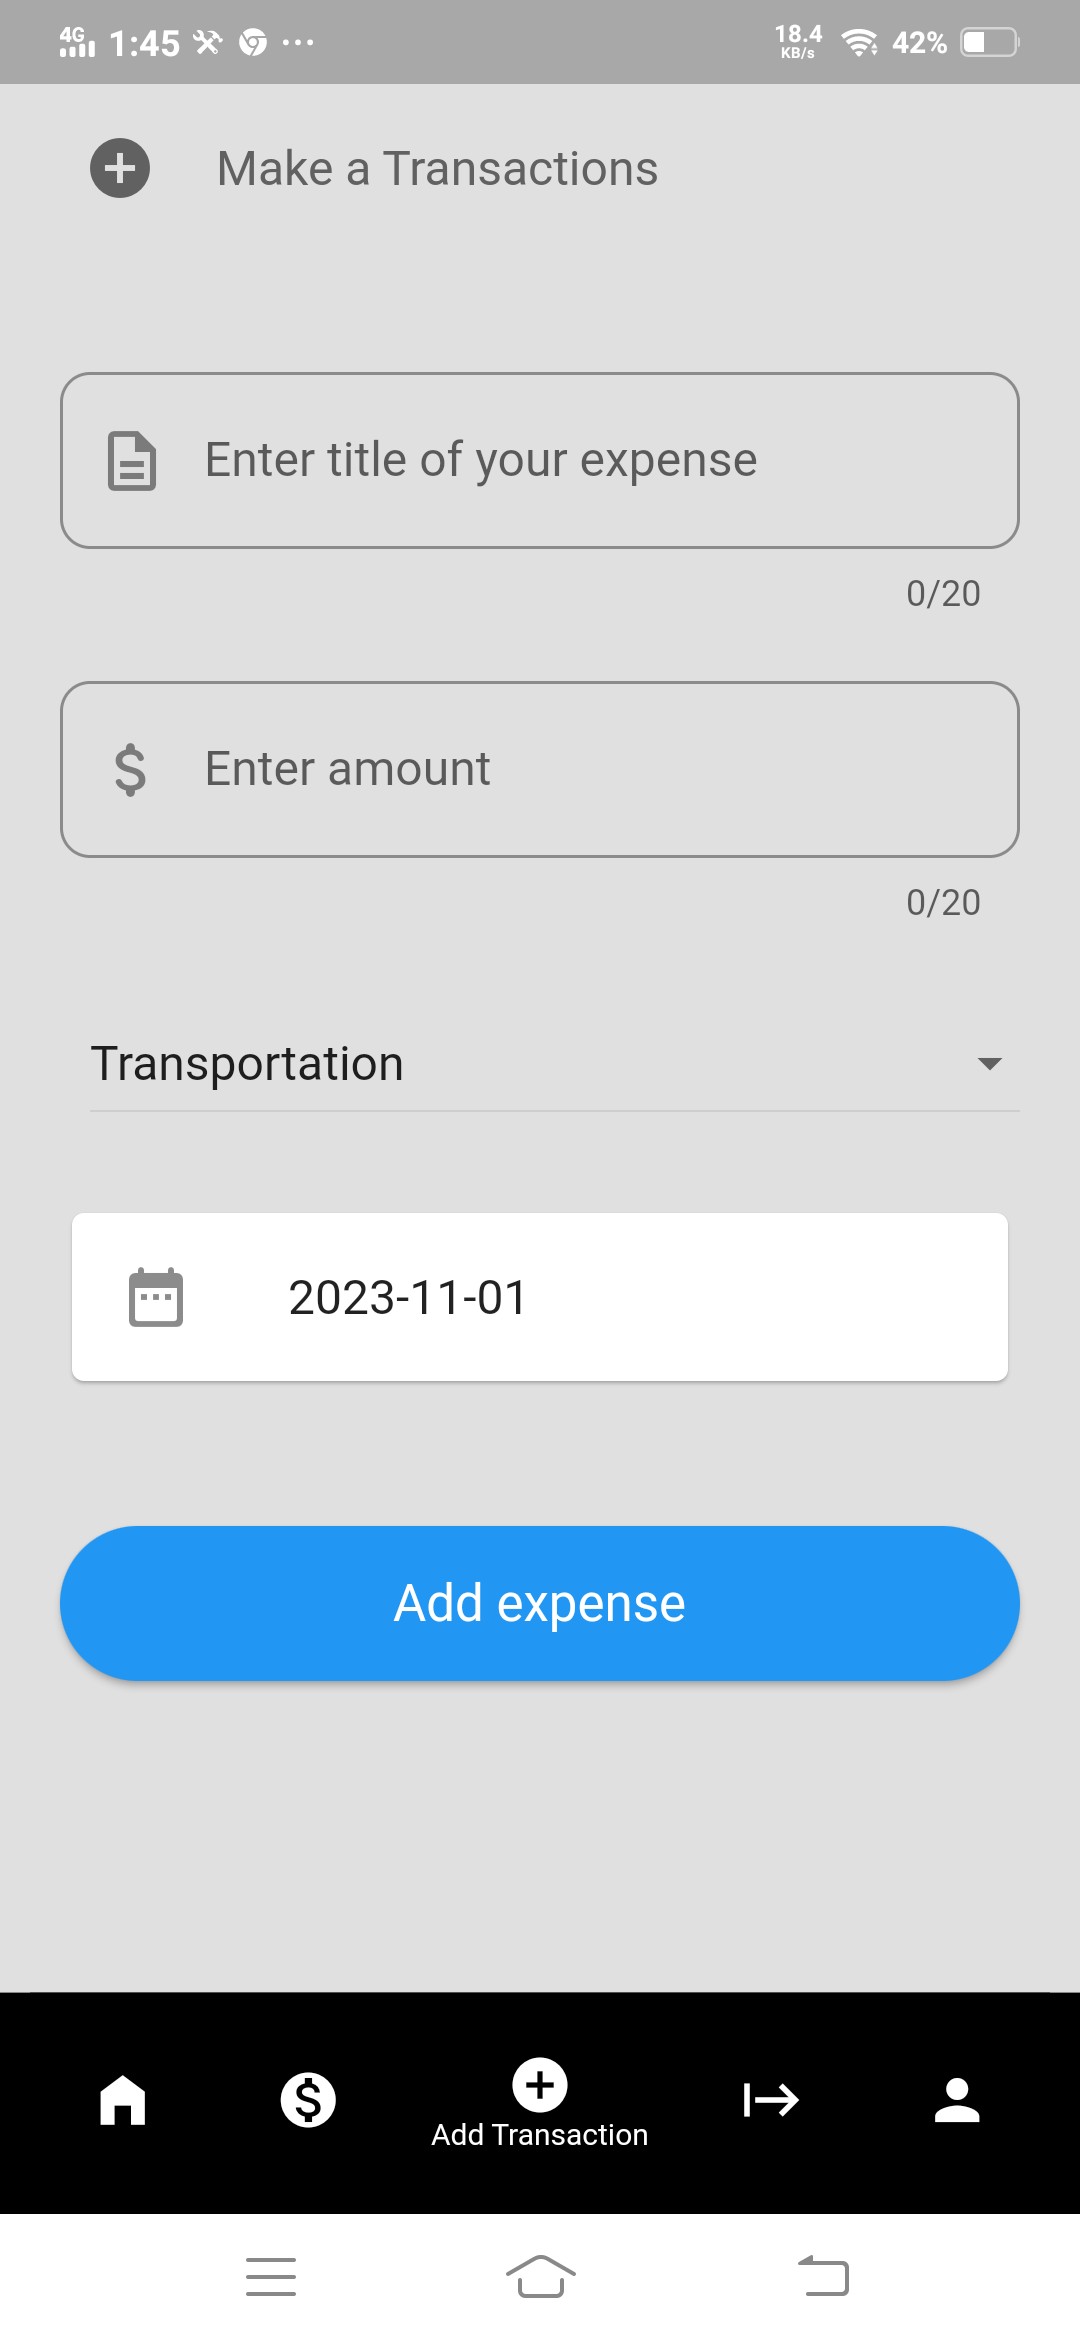 4G 1:45 18.4 KB/s 42%
Make a Transactions
Enter title of your expense
0/20
$ Enter amount
0/20
Transportation
2023-11-01
Add expense
Add Transaction